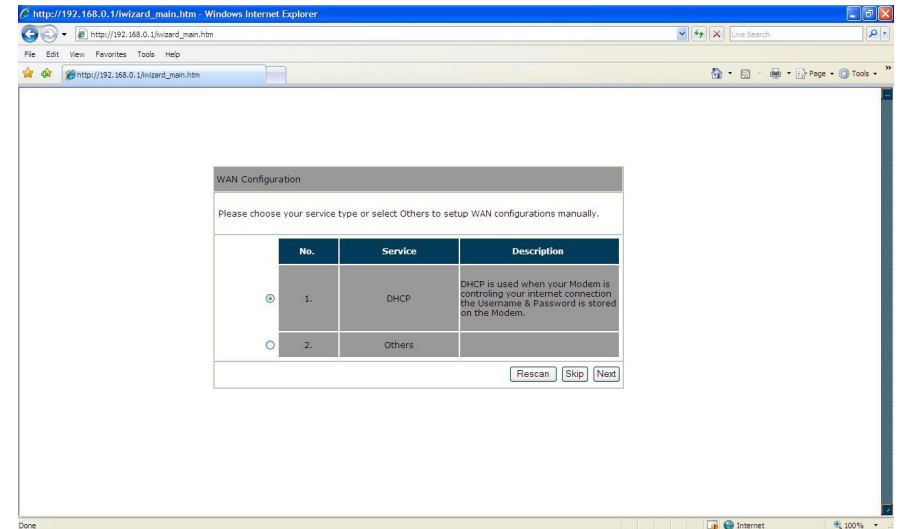 http://192.168.0.1/iwizard_main.htm - Windows Internet Explorer
http://192.168.0.1/iwizard_main.htm
Live Search
File Edit View Favorites Tools Help
http://192.168.0.1/iwizard_main.htm
Page Tools
WAN Configuration
Please choose your service type or select Others to setup WAN configurations manually.
No. Service Description
1. DHCP
DHCP is used when your Modem is
controling your internet connection
the Username & Password is stored
on the Modem.
2. Others
Rescan Skip Next
Done Internet 100%